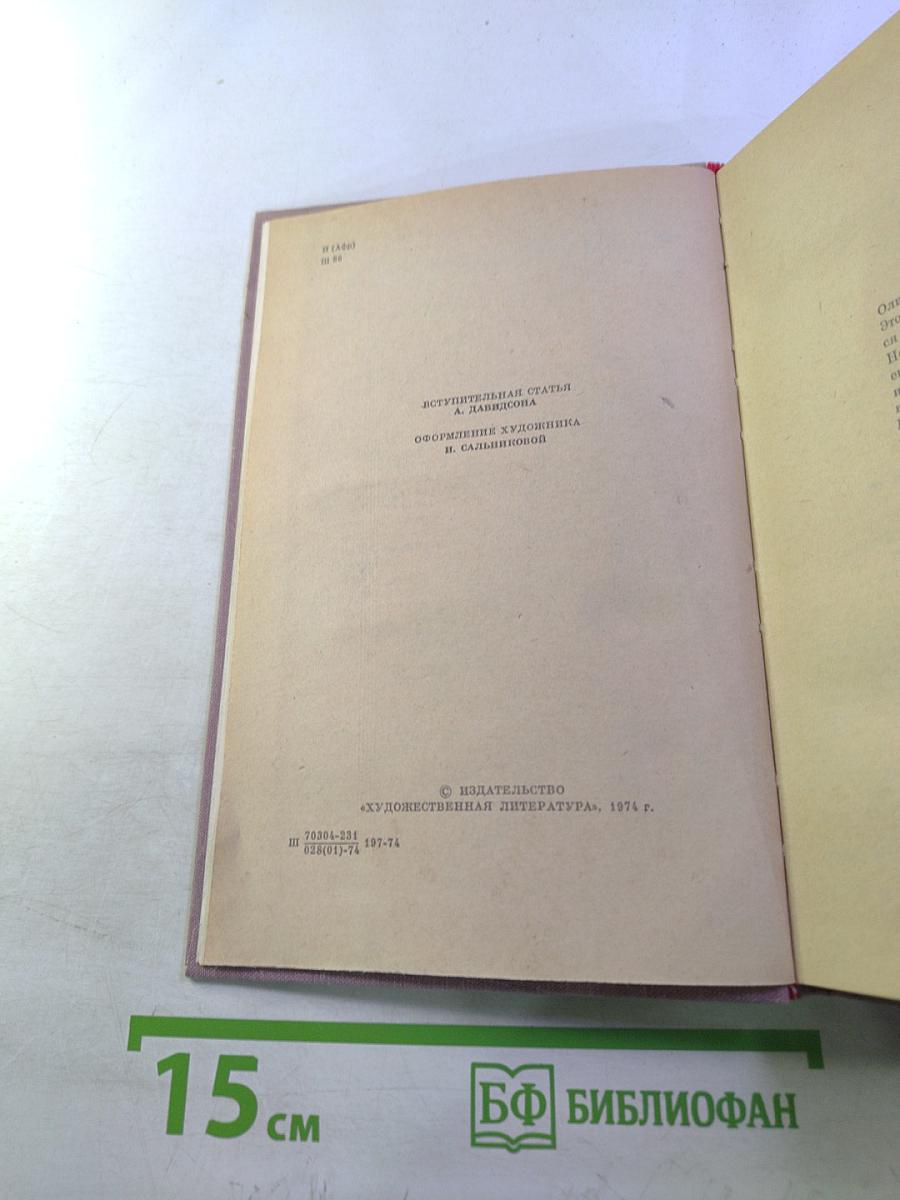 И (Афр)
Ш 86
ВСТУПИТЕЛЬНАЯ СТАТЬЯ
А. ДАВИДСОНА
ОФОРМЛЕНИЕ ХУДОЖНИКА
Н. САЛЬНИКОВОЙ
© ИЗДАТЕЛЬСТВО
«ХУДОЖЕСТВЕННАЯ ЛИТЕРАТУРА», 1974 г.
Ш 70304-231
028(01)-74 197-74
15 см
БФ БИБЛИОФАН